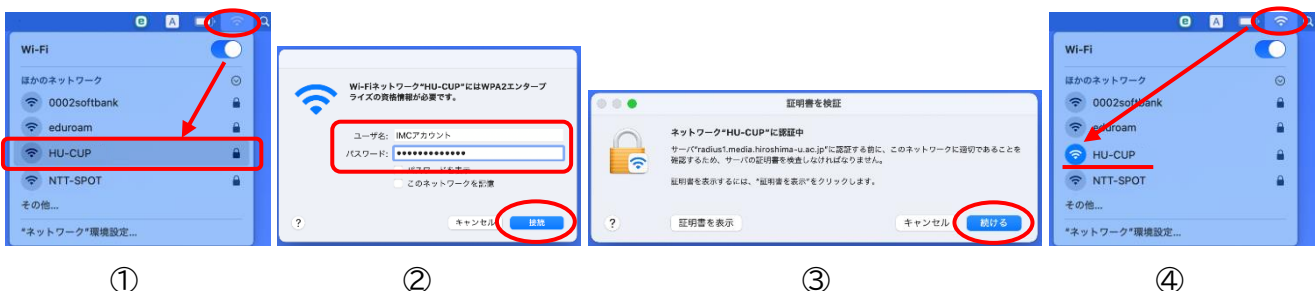 Wi-Fi
ほかのネットワーク
0002softbank
eduroam
HU-CUP
NTT-SPOT
その他...
"ネットワーク"環境設定...
①
Wi-Fiネットワーク"HU-CUP"にはWPA2エンタープ
ライズの資格情報が必要です。
ユーザ名: IMCアカウント
パスワード: •••••••••••••
パスワードを表示
このネットワークを記憶
? キャンセル 接続
②
証明書を検証
ネットワーク"HU-CUP"に認証中
サーバ"radius1.media.hiroshima-u.ac.jp"に認証する前に、このネットワークに適切であることを
確認するため、サーバの証明書を検査しなければなりません。
証明書を表示するには、"証明書を表示"をクリックします。
? 証明書を表示 キャンセル 続ける
③
A
Wi-Fi
ほかのネットワーク
0002softbank
eduroam
HU-CUP
NTT-SPOT
その他...
"ネットワーク"環境設定...
④